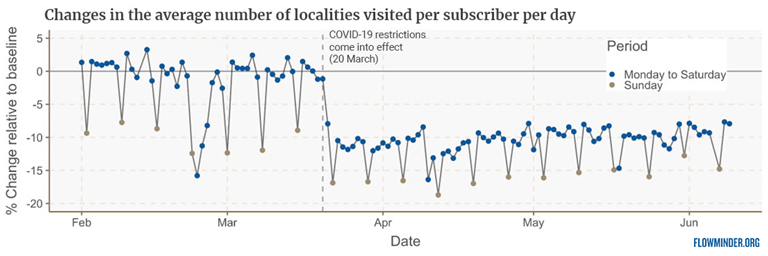 Changes in the average number of localities visited per subscriber per day
COVID-19 restrictions
come into effect
(20 March)
Period
Monday to Saturday
Sunday
% Change relative to baseline
5
0
-5
-10
-15
-20
Feb
Mar
Apr
May
Jun
Date
FLOWMINDER.ORG